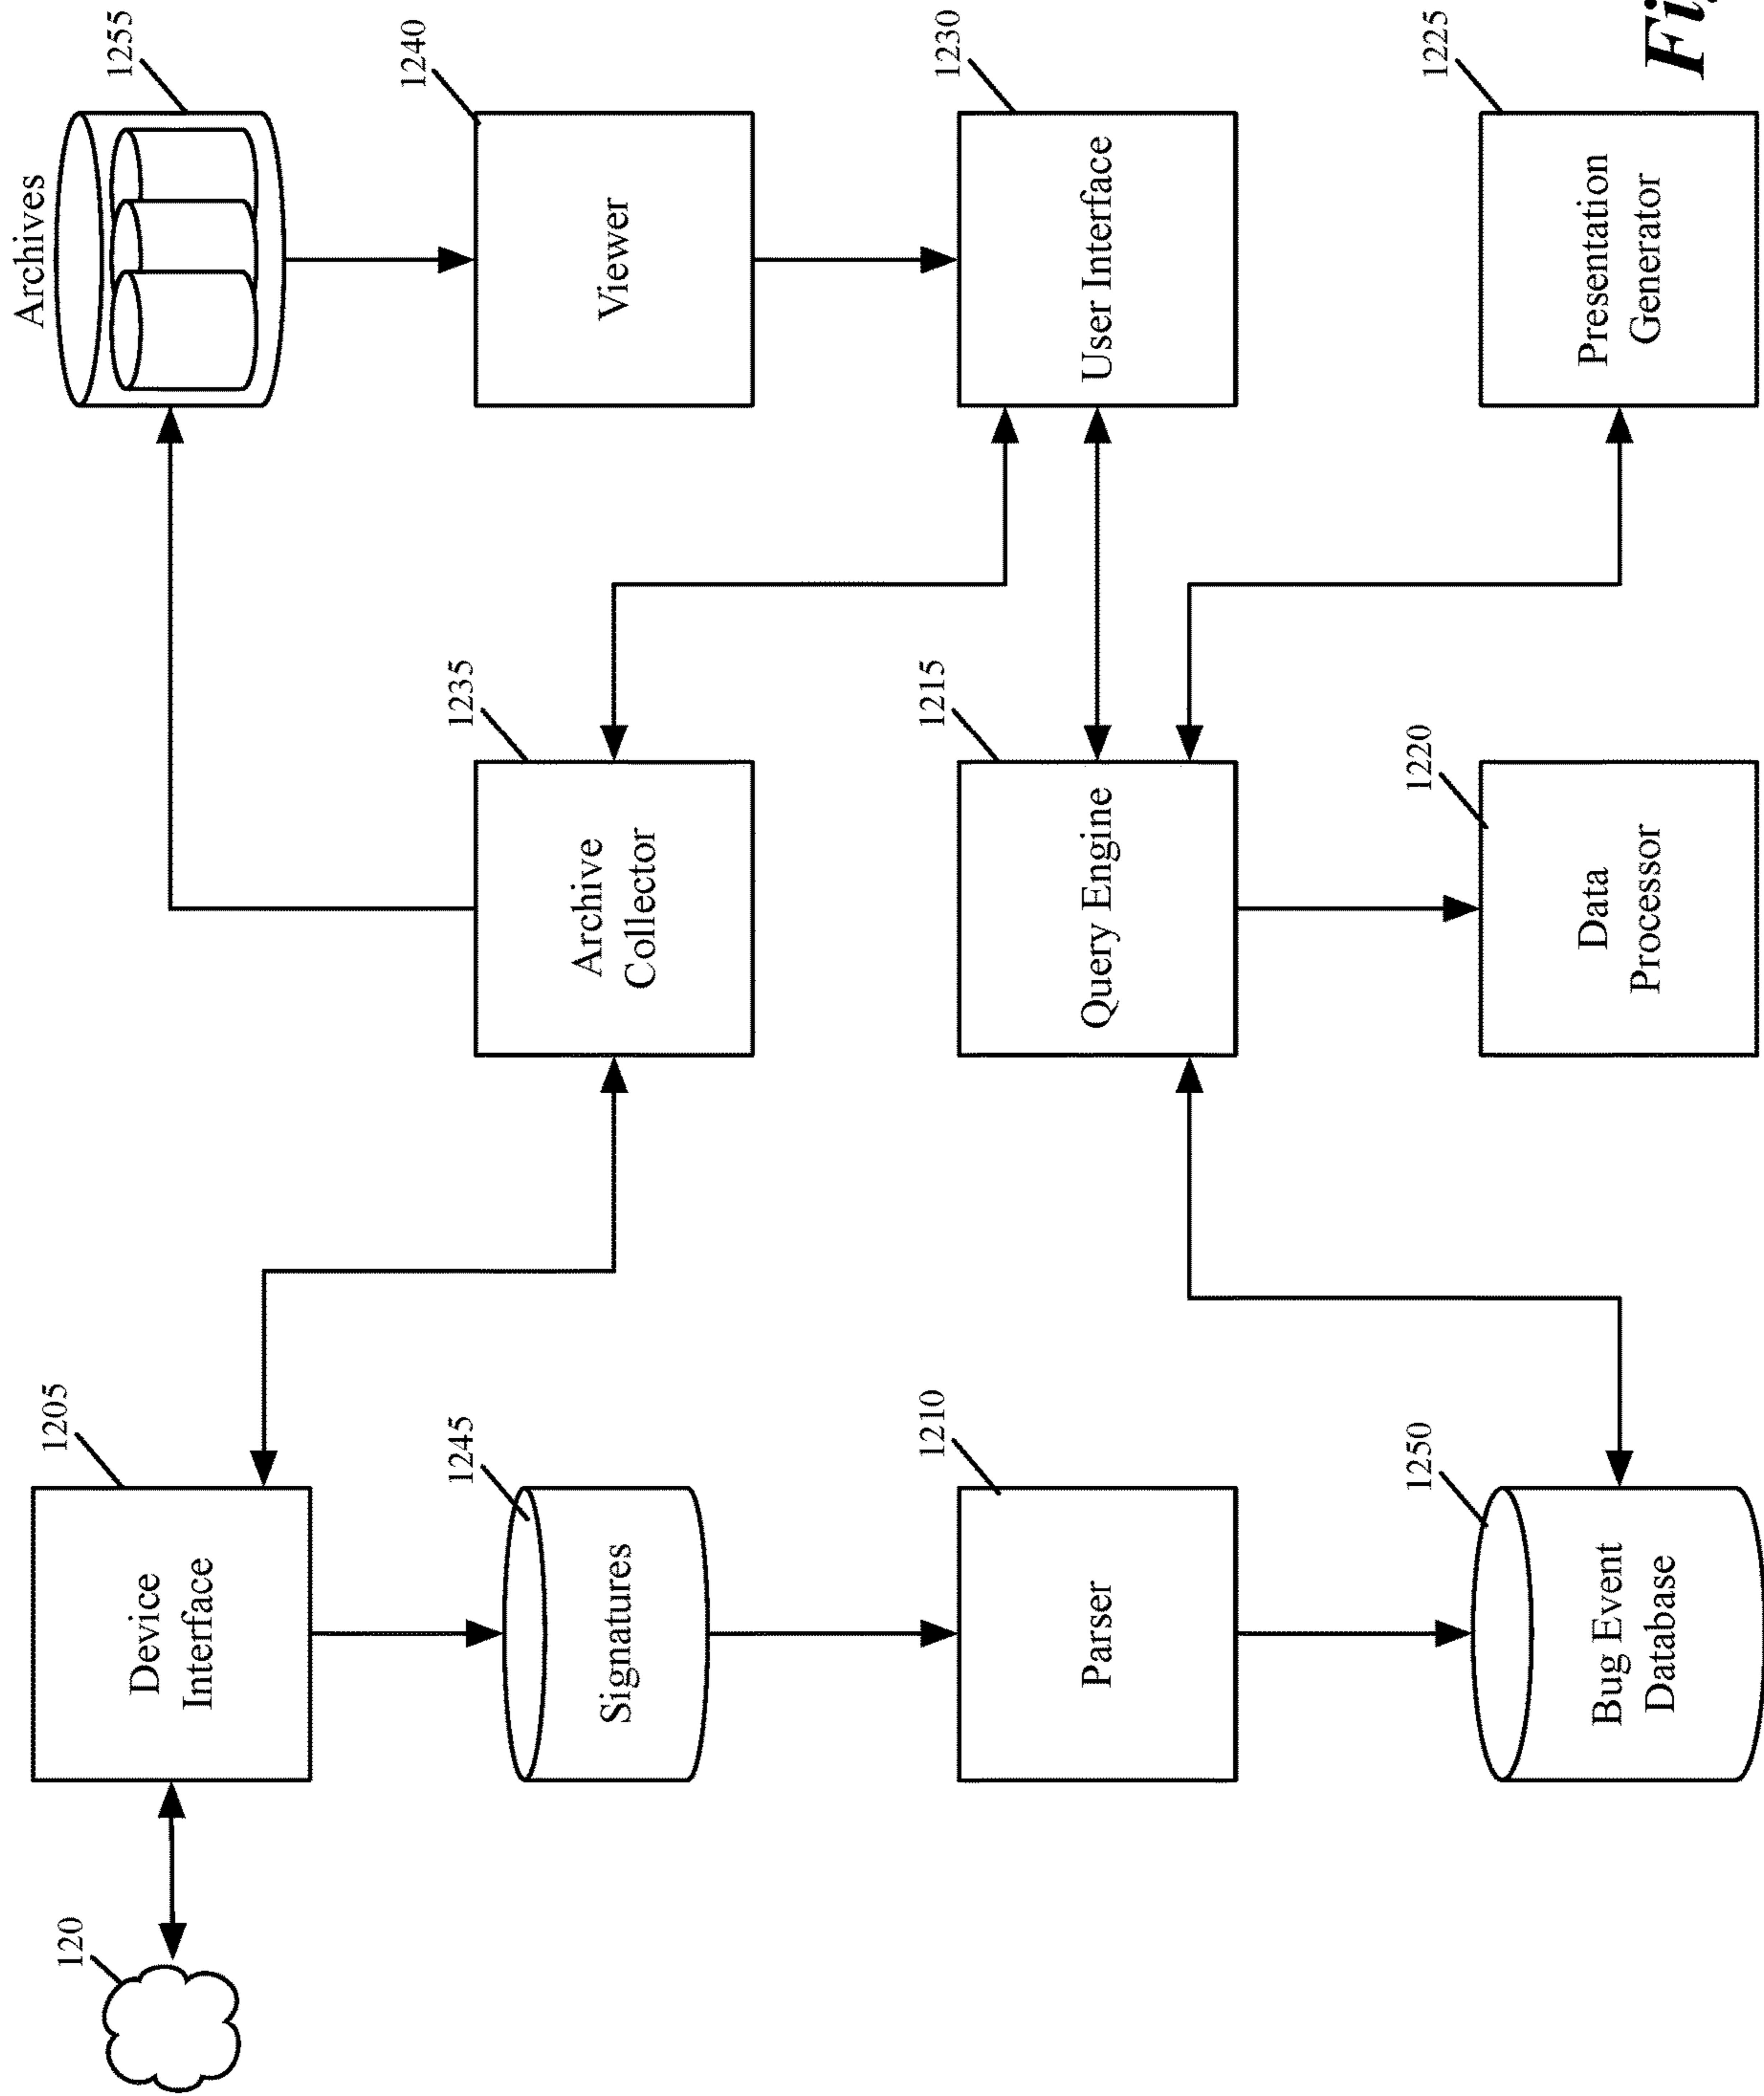 Archives
120
1205
1255
Device
Interface
1245
1235
1240
Signatures
Archive
Collector
Viewer
1210
1215
1230
Parser
Query Engine
User Interface
1250
1220
1225
Bug Event
Database
Data
Processor
Presentation
Generator
Fi